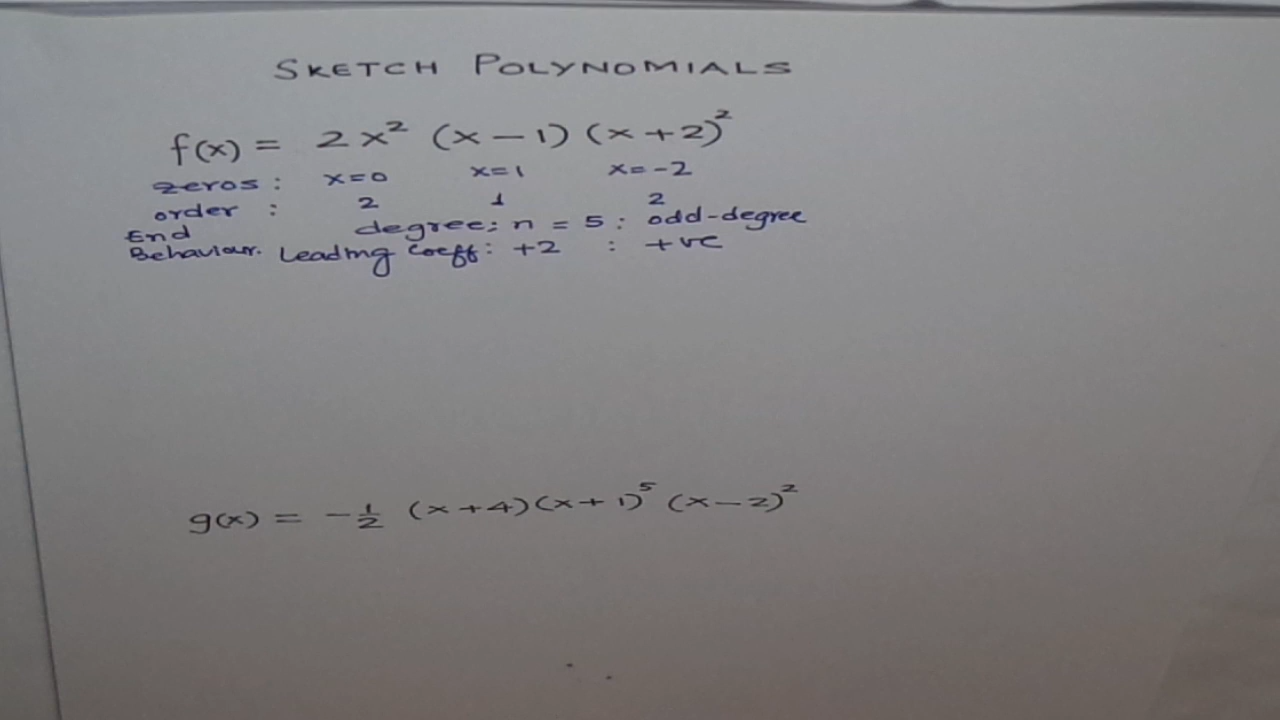 SKETCH POLYNOMIALS
f(x) = 2x² (x-1) (x+2)²
zeros : x=0 x=1 x=-2
order : 2 1 2
End degree; n = 5 : odd-degree
Behaviour. Leading Coeff : +2 : +ve
g(x) = -1/2 (x+4)(x+1)⁵ (x-2)²